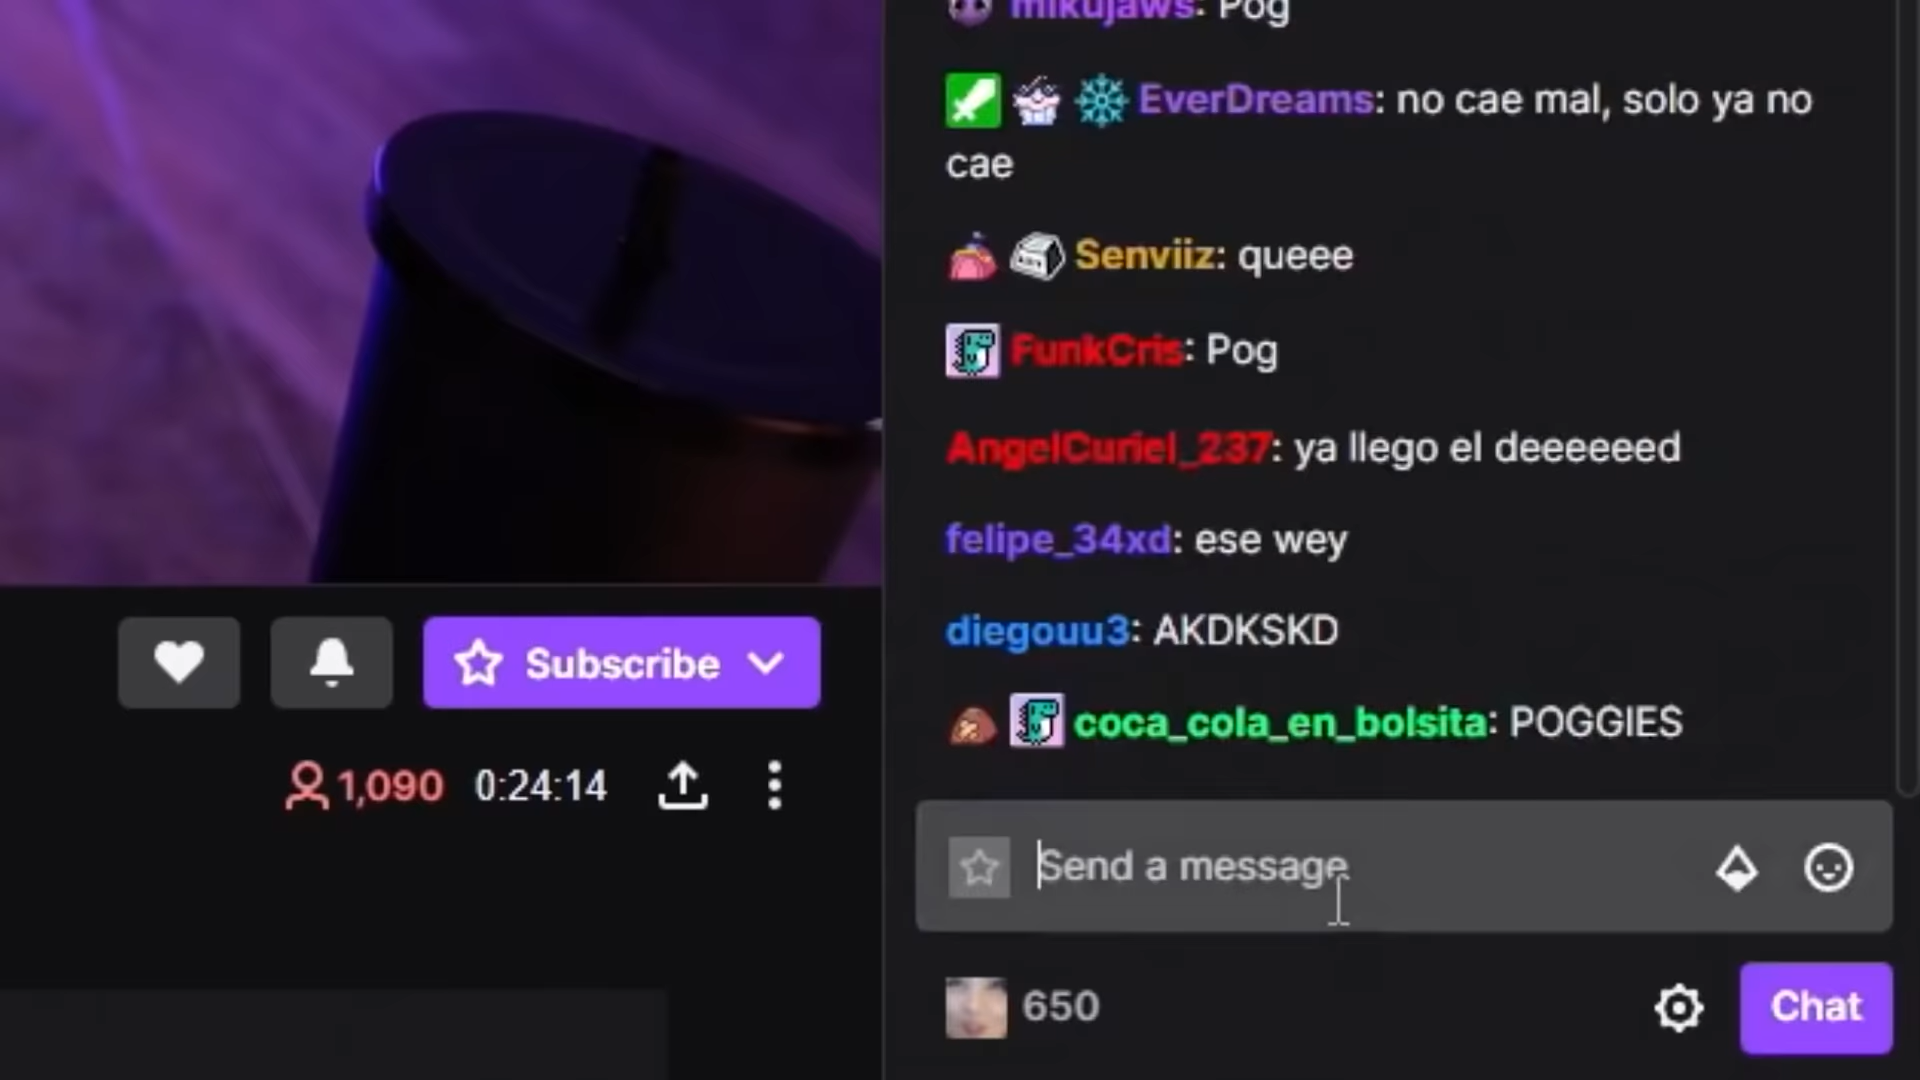 mikujaws: Pog
EverDreams: no cae mal, solo ya no
cae
Senviiz: queee
FunkCris: Pog
AngelCuriel_237: ya llego el deeeeeed
felipe_34xd: ese wey
diegouu3: AKDKSKD
coca_cola_en_bolsita: POGGIES
Subscribe
1,090 0:24:14
Send a message
650
Chat